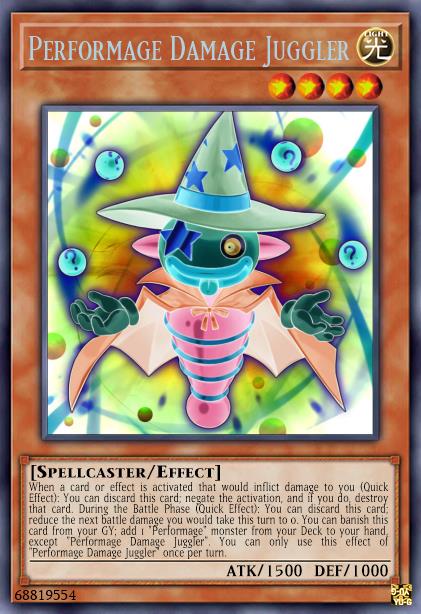 PERFORMAGE DAMAGE JUGGLER
LIGHT
光
?
?
?
?
[SPELLCASTER/EFFECT]
When a card or effect is activated that would inflict damage to you (Quick
Effect): You can discard this card; negate the activation, and if you do, destroy
that card. During the Battle Phase (Quick Effect): You can discard this card;
reduce the next battle damage you would take this turn to 0. You can banish this
card from your GY; add 1 "Performage" monster from your Deck to your hand,
except "Performage Damage Juggler". You can only use this effect of
"Performage Damage Juggler" once per turn.
ATK/1500 DEF/1000
68819554